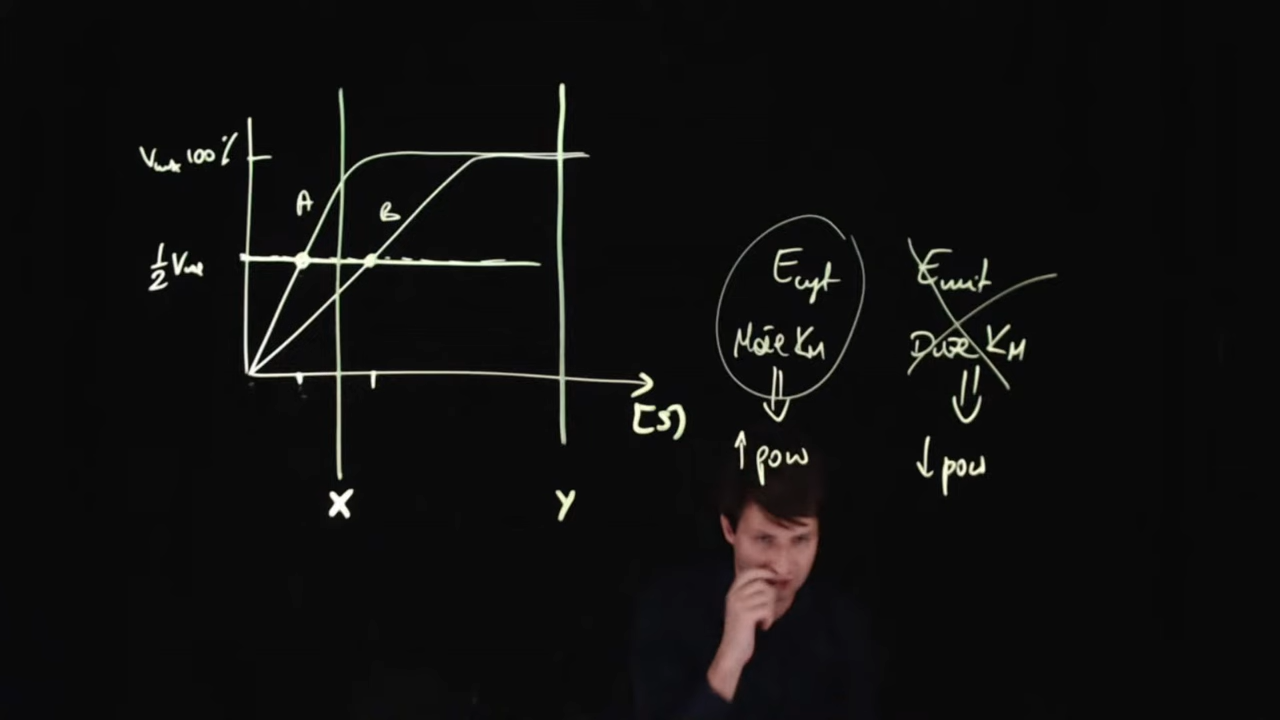 Vmax 100%
A
B
½ Vmax
[S]
X
Y
Ecyt
Małe KM
↑ pow
Emit
Duże KM
↓ pow